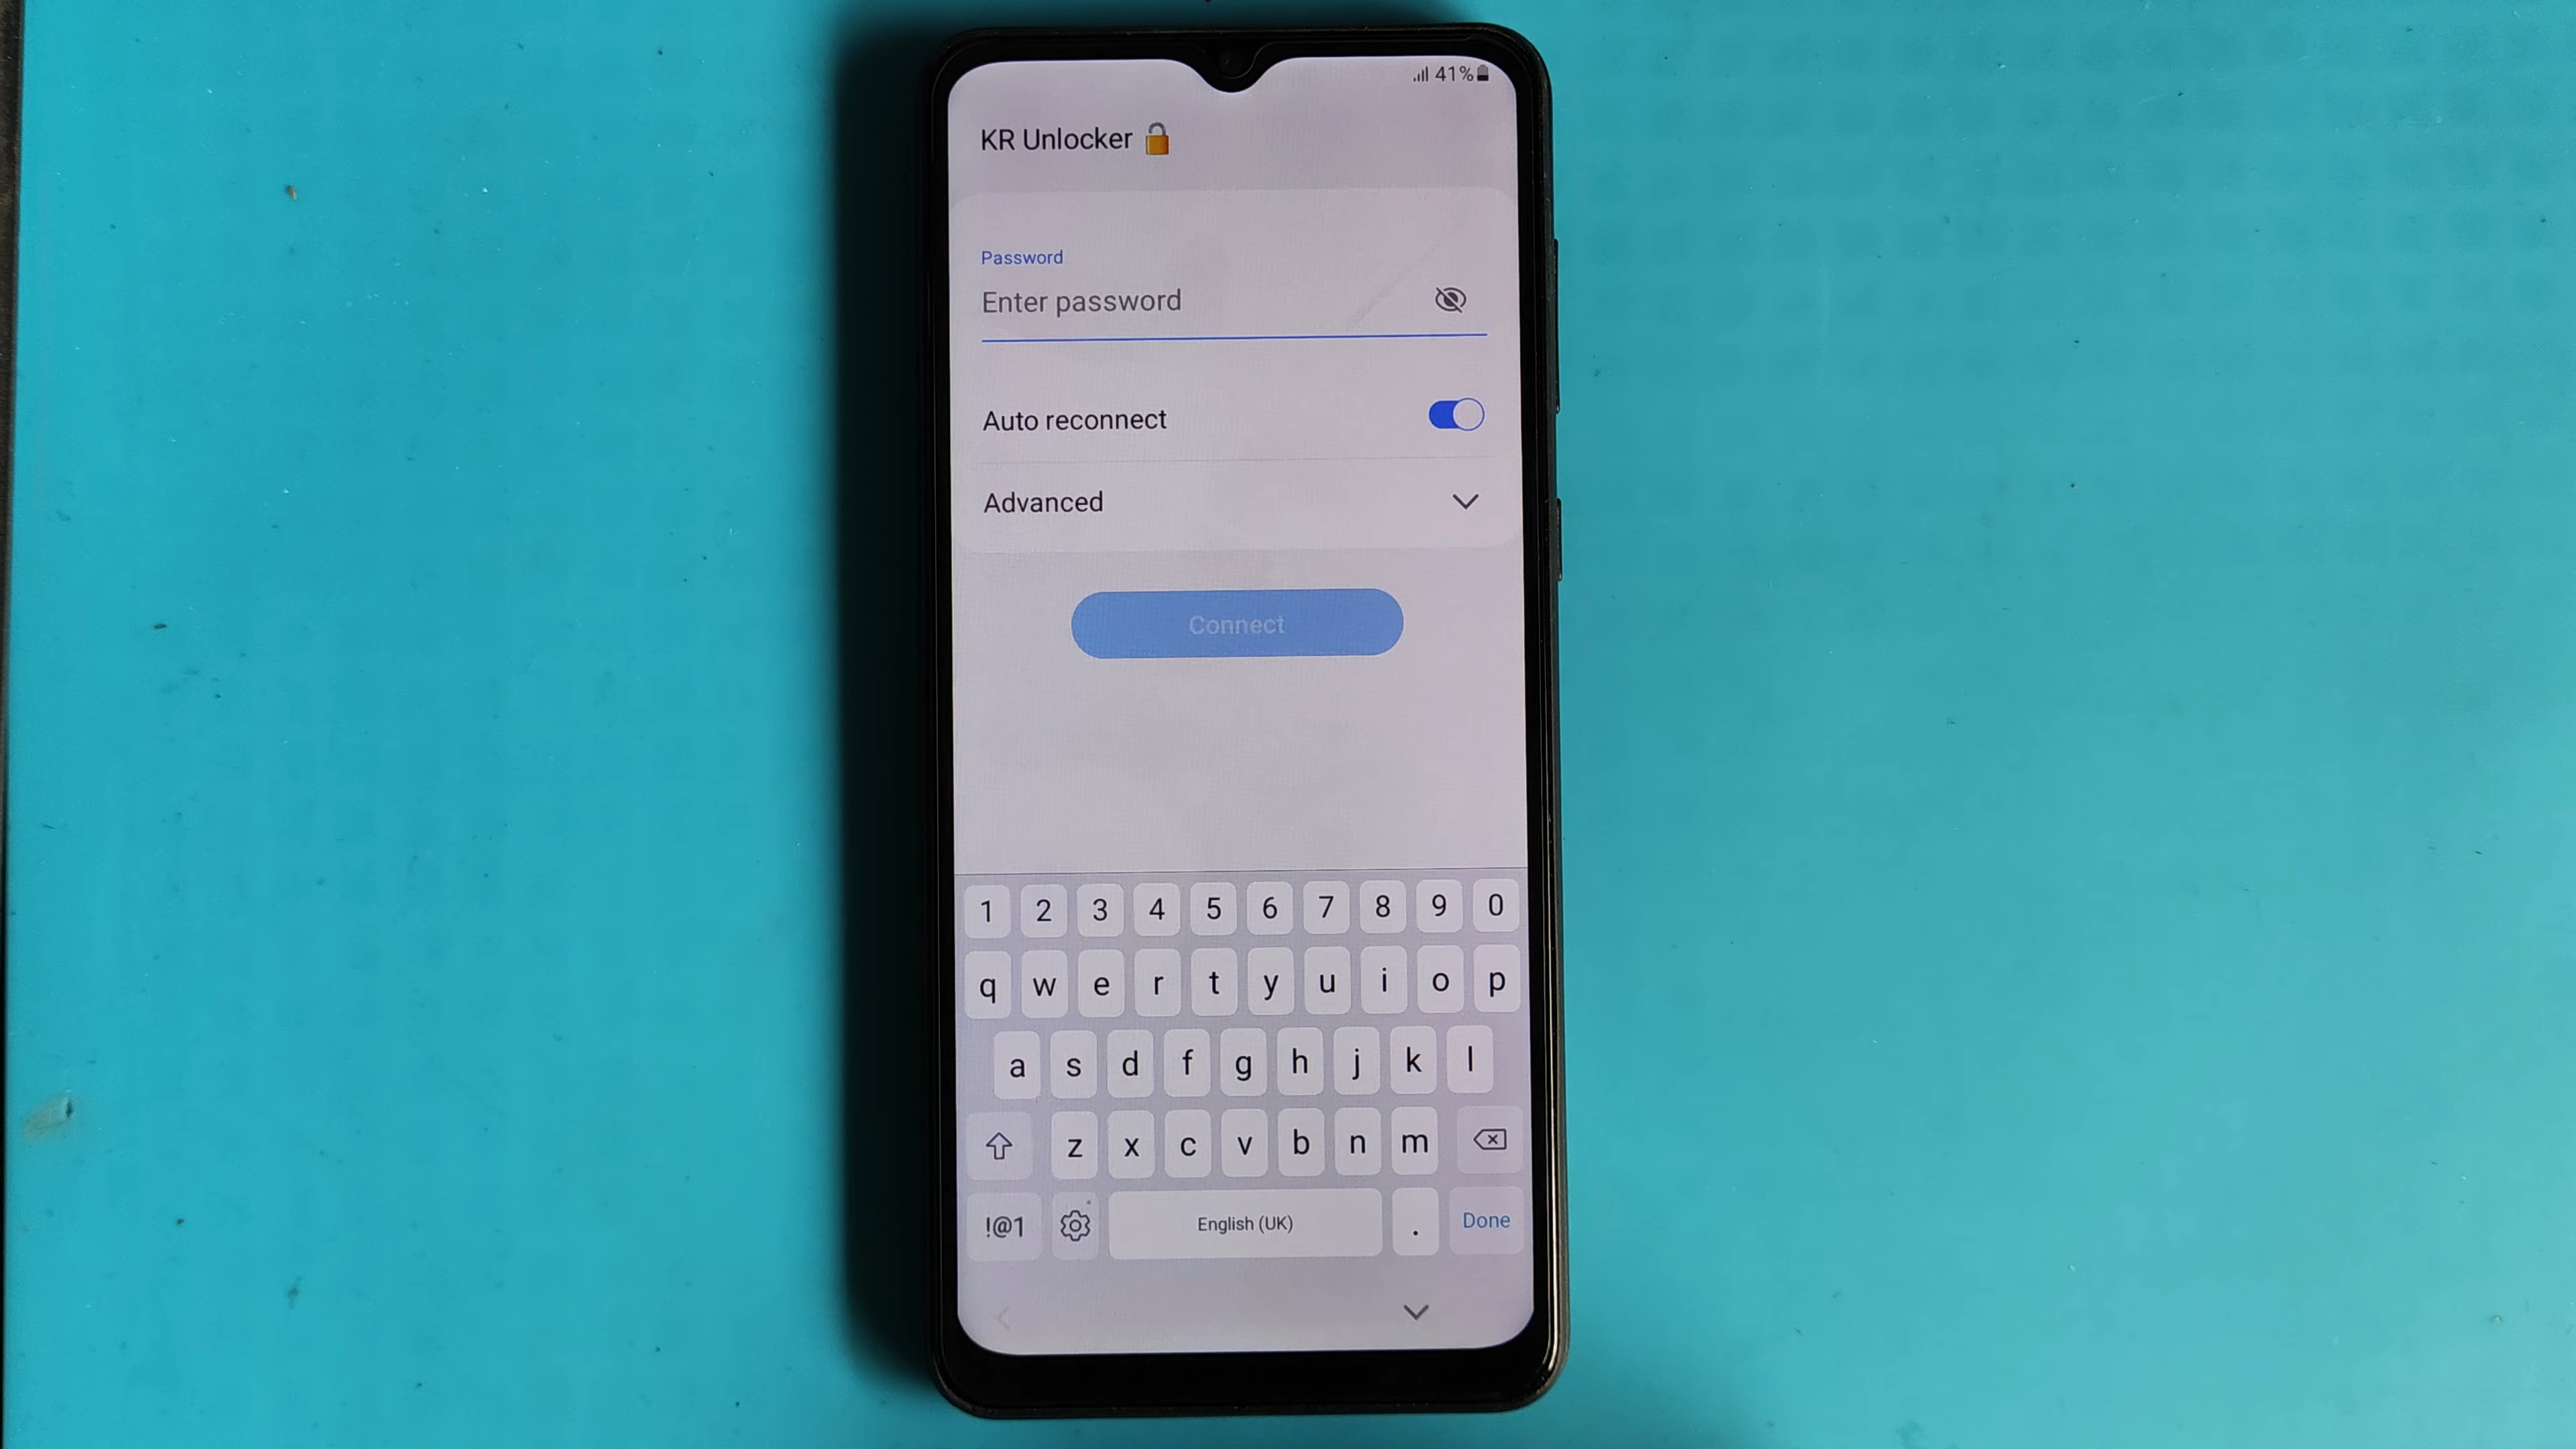 41%
KR Unlocker 🔓
Password
Enter password
Auto reconnect
Advanced
Connect
1 2 3 4 5 6 7 8 9 0
q w e r t y u i o p
a s d f g h j k l
z x c v b n m
!@1 English (UK) . Done